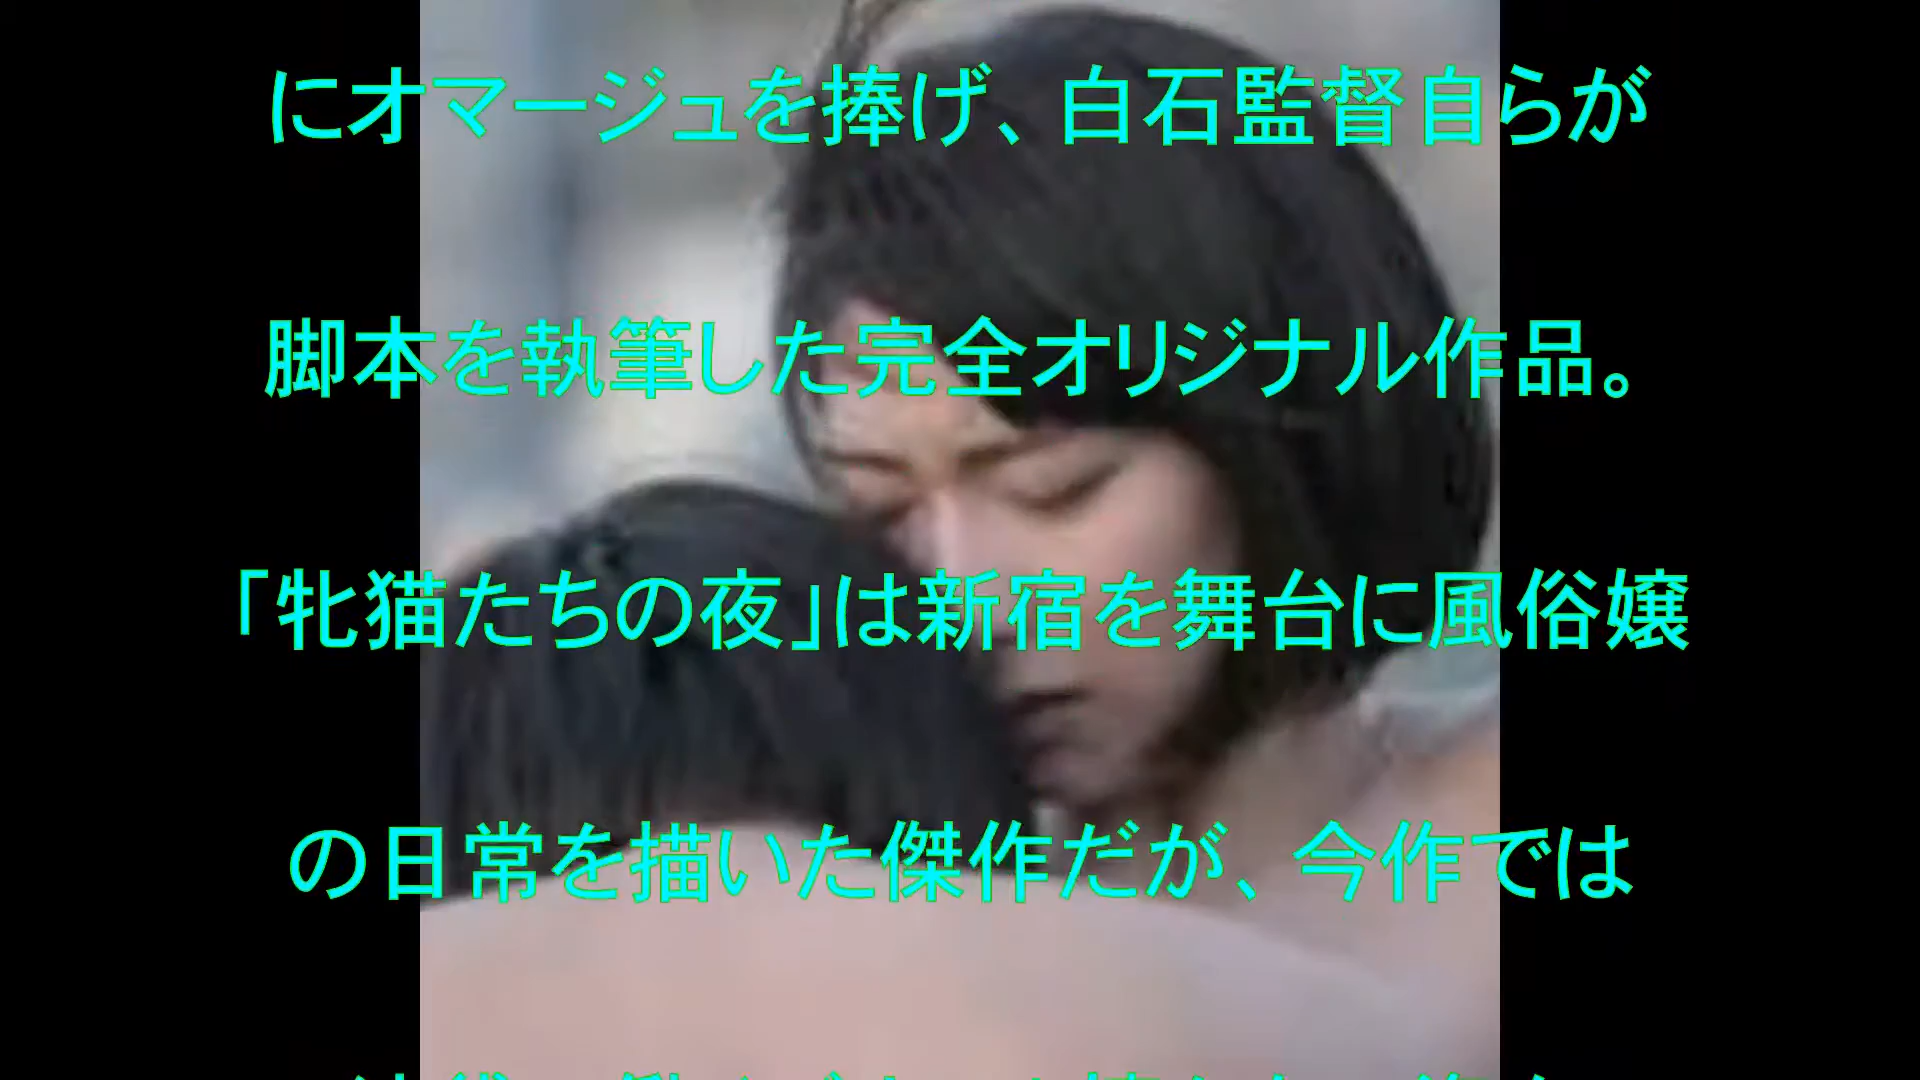 にオマージュを捧げ、白石監督自らが
脚本を執筆した完全オリジナル作品。
「牝猫たちの夜」は新宿を舞台に風俗嬢
の日常を描いた傑作だが、今作では